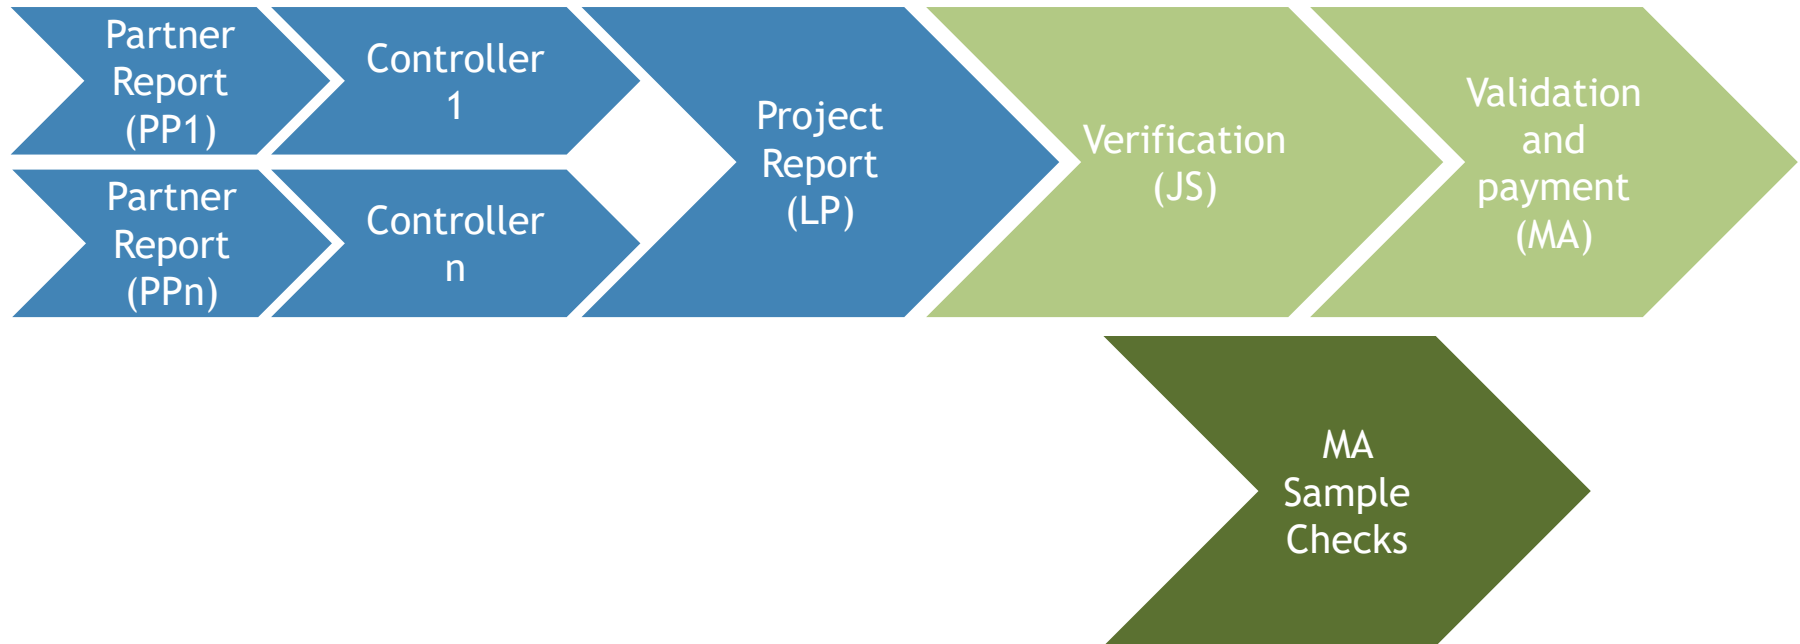 Partner
Report
(PP1)
Controller
1
Partner
Report
(PPn)
Controller
n
Project
Report
(LP)
Verification
(JS)
Validation
and
payment
(MA)
MA
Sample
Checks